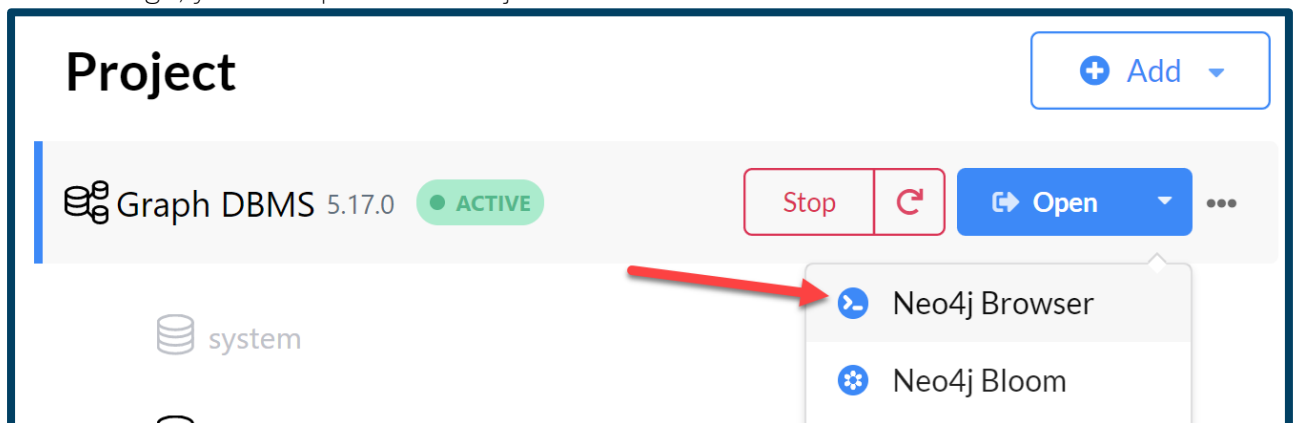 Project
Add
Graph DBMS 5.17.0 ACTIVE Stop Open
Neo4j Browser
system
Neo4j Bloom